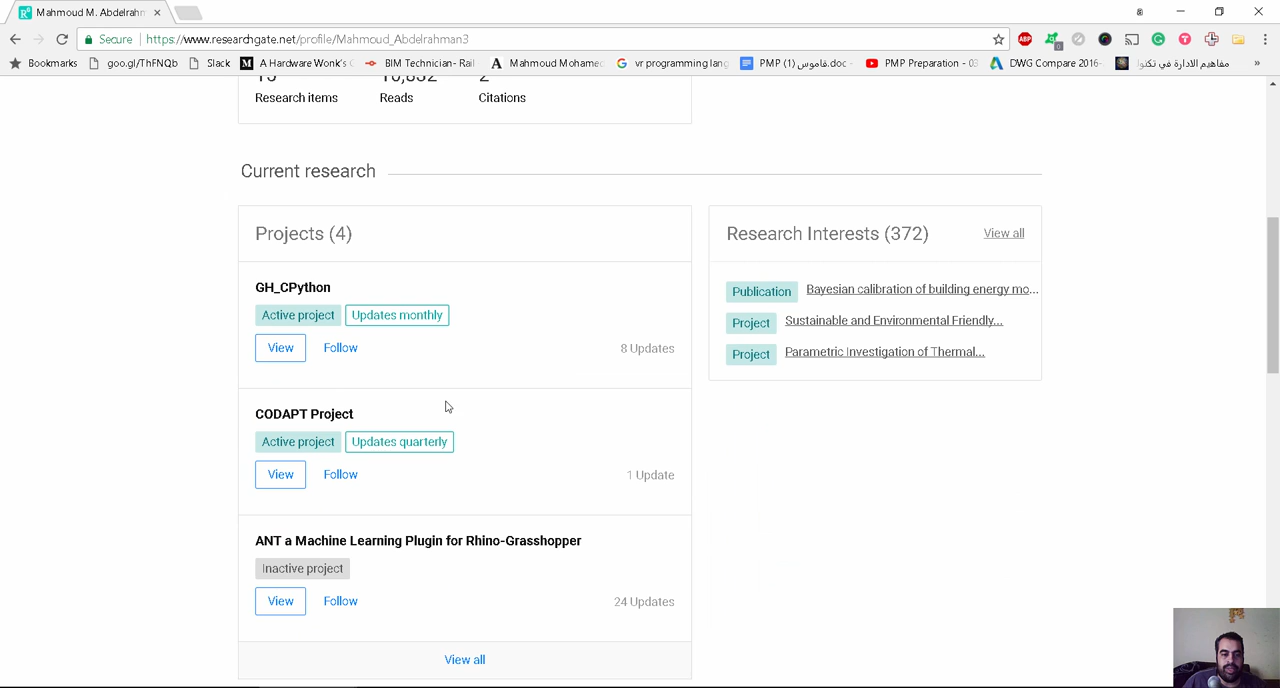 Mahmoud M. Abdelrahm
Secure
https://www.researchgate.net/profile/Mahmoud_Abdelrahman3
ABP
0
Bookmarks
goo.gl/ThFNQb
Slack
A Hardware Wonk's G
BIM Technician- Rail
Mahmoud Mohame
vr programming lang
PMP (1) قاموس.doc
PMP Preparation - 03
DWG Compare 2016-
مفاهيم الادارة في تكنولا
»
Research items
Reads
Citations
Current research
Projects (4)
GH_CPython
Active project
Updates monthly
View
Follow
8 Updates
CODAPT Project
Active project
Updates quarterly
View
Follow
1 Update
ANT a Machine Learning Plugin for Rhino-Grasshopper
Inactive project
View
Follow
24 Updates
View all
Research Interests (372)
View all
Publication
Bayesian calibration of building energy mo...
Project
Sustainable and Environmental Friendly...
Project
Parametric Investigation of Thermal...